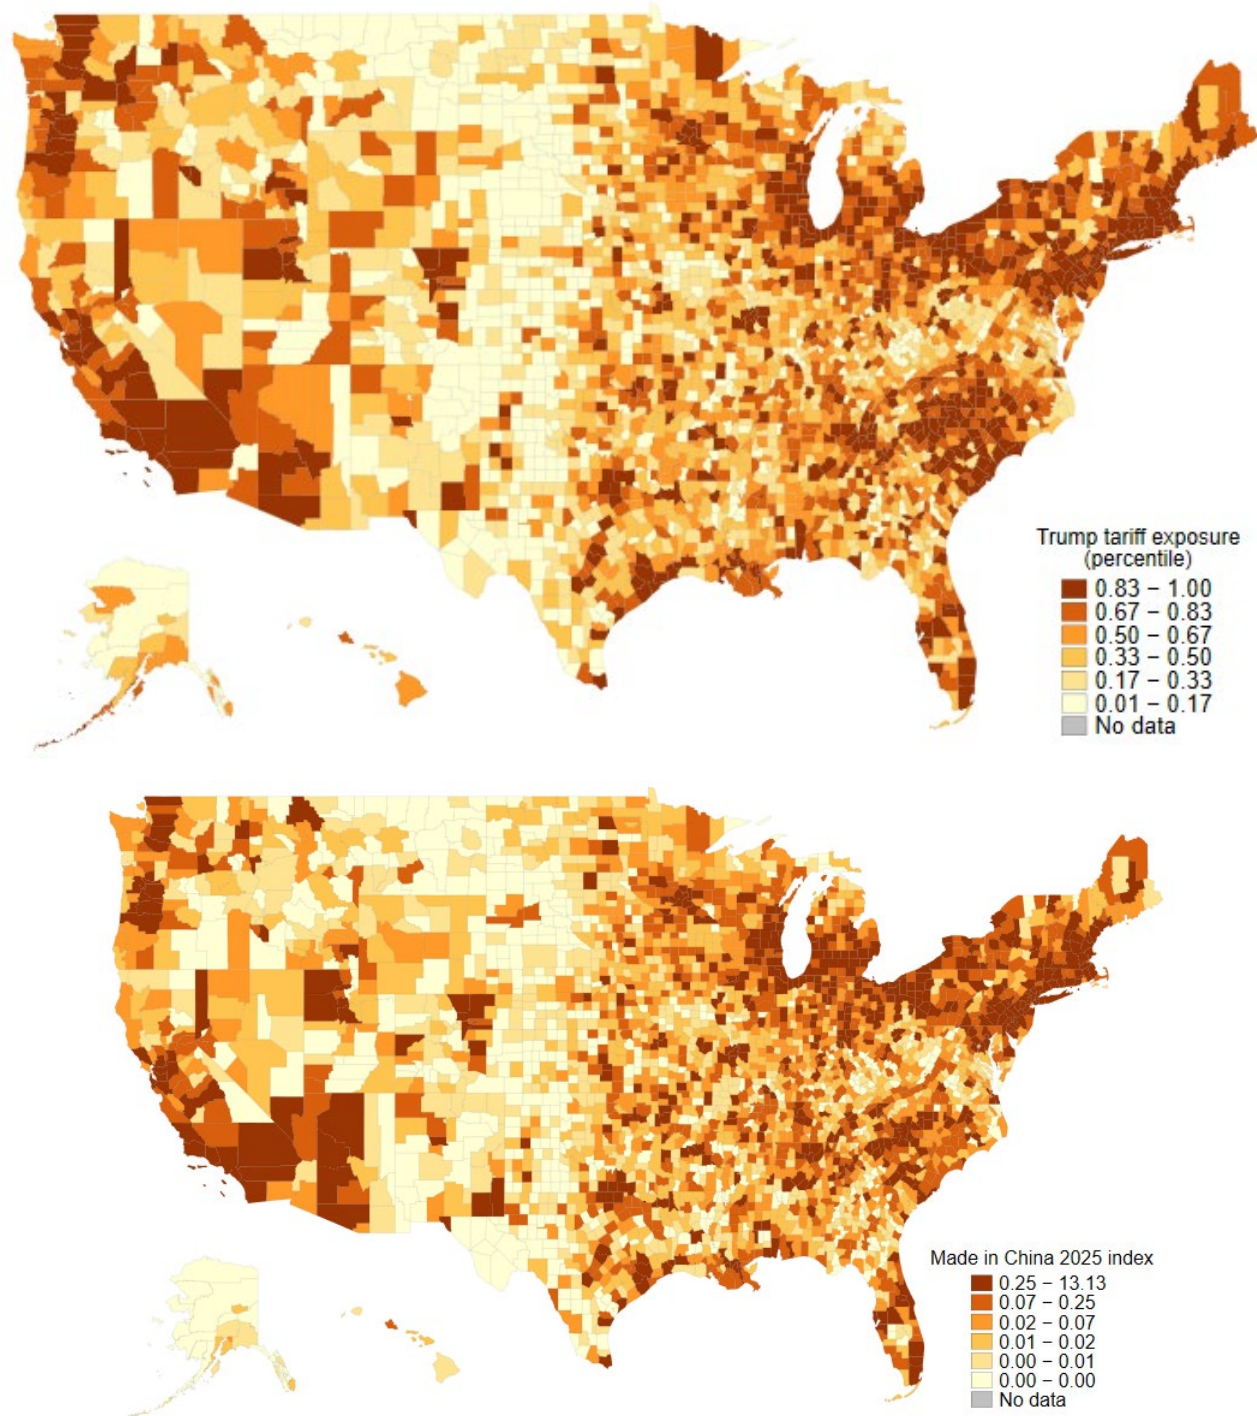 Trump tariff exposure
(percentile)
0.83 – 1.00
0.67 – 0.83
0.50 – 0.67
0.33 – 0.50
0.17 – 0.33
0.01 – 0.17
No data
Made in China 2025 index
0.25 – 13.13
0.07 – 0.25
0.02 – 0.07
0.01 – 0.02
0.00 – 0.01
0.00 – 0.00
No data